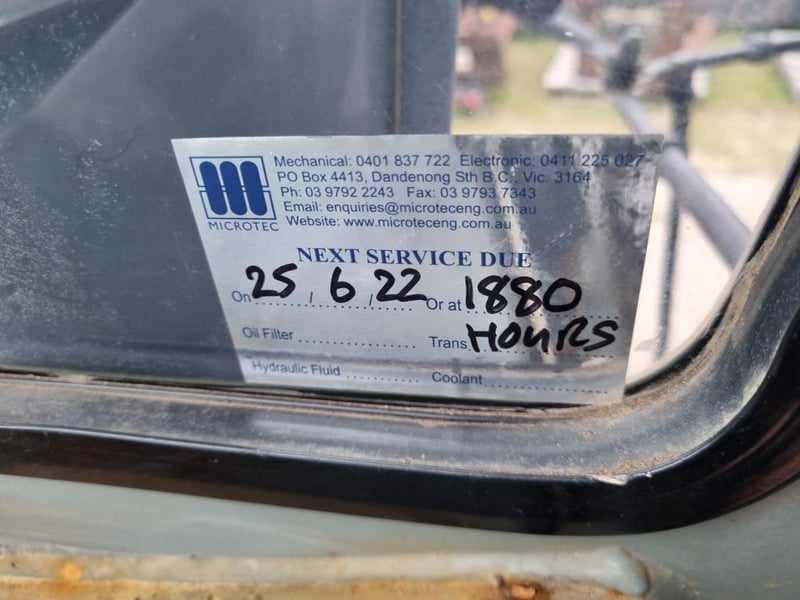 Mechanical: 0401 837 722 Electronic: 0411 225 027
PO Box 4413, Dandenong Sth B.C., Vic. 3164
Ph: 03 9792 2243 Fax: 03 9793 7343
Email: enquiries@microteceng.com.au
Website: www.microteceng.com.au
MICROTEC
NEXT SERVICE DUE
On 25, 6, 22 Or at 1880
Oil Filter Trans HOURS
Hydraulic Fluid Coolant